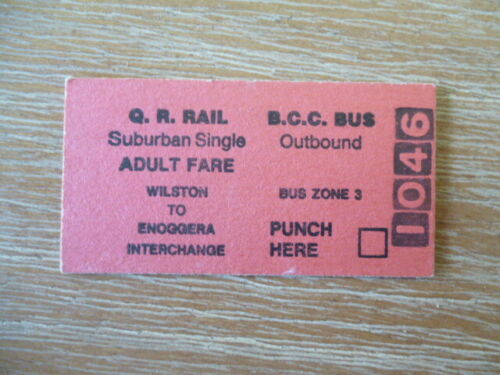 Q. R. RAIL
Suburban Single
ADULT FARE
WILSTON
TO
ENOGGERA
INTERCHANGE
B.C.C. BUS
Outbound
BUS ZONE 3
PUNCH
HERE
1046